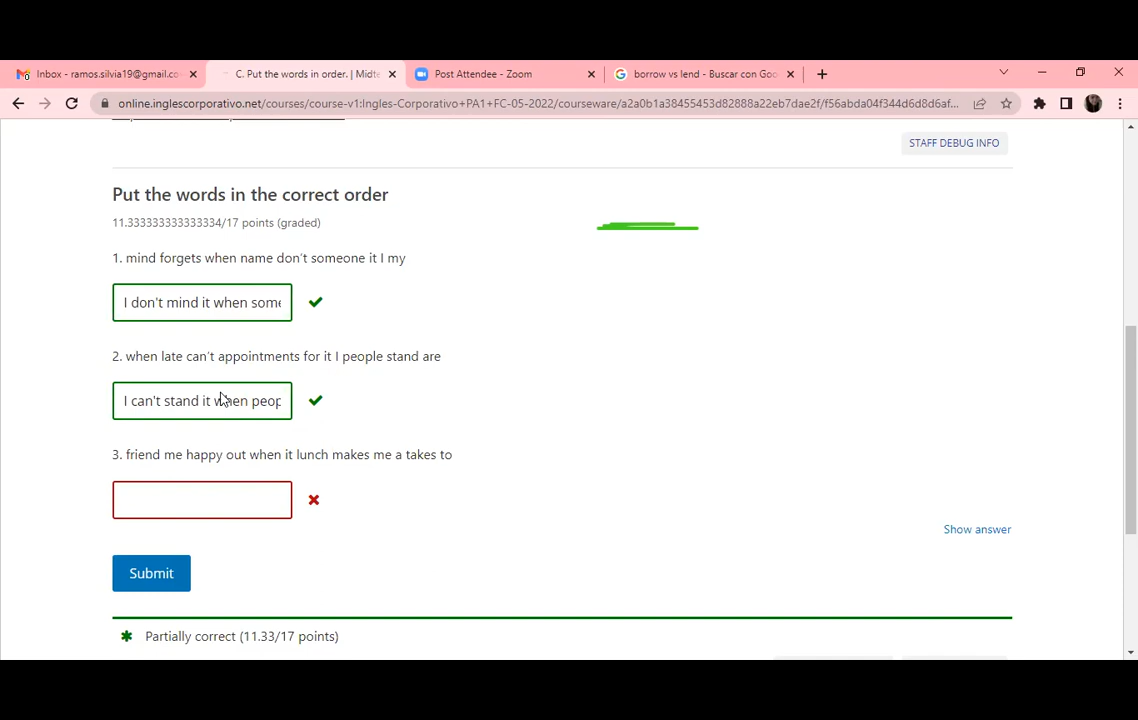 Inbox - ramos.silvia19@gmail.co
C. Put the words in order. | Midte
Post Attendee - Zoom
borrow vs lend - Buscar con Goo
online.inglescorporativo.net/courses/course-v1:Ingles-Corporativo+PA1+FC-05-2022/courseware/a2a0b1a38455453d82888a22eb7dae2f/f56abda04f344d6d8d6af...
STAFF DEBUG INFO
Put the words in the correct order
11.333333333333334/17 points (graded)
1. mind forgets when name don't someone it I my
I don't mind it when some
2. when late can't appointments for it I people stand are
I can't stand it when peop
3. friend me happy out when it lunch makes me a takes to
Show answer
Submit
Partially correct (11.33/17 points)